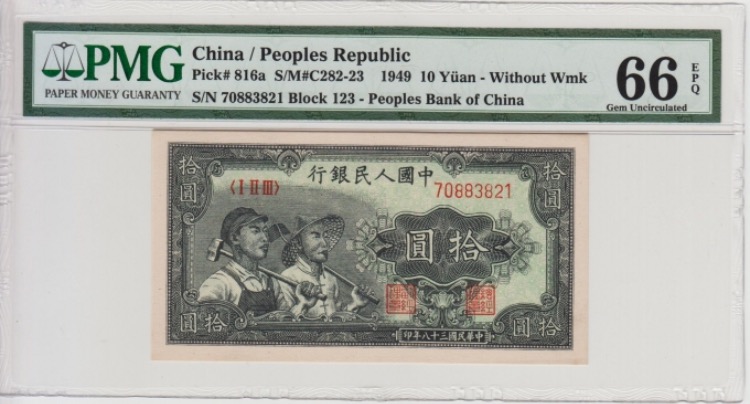 PMG
PAPER MONEY GUARANTY
China / Peoples Republic
Pick# 816a S/M#C282-23 1949 10 Yüan - Without Wmk
S/N 70883821 Block 123 - Peoples Bank of China
66 EPQ
Gem Uncirculated
拾圓
中國人民銀行
拾圓
〈I II III〉
70883821
拾圓
拾圓
中華民國三十八年印
拾圓